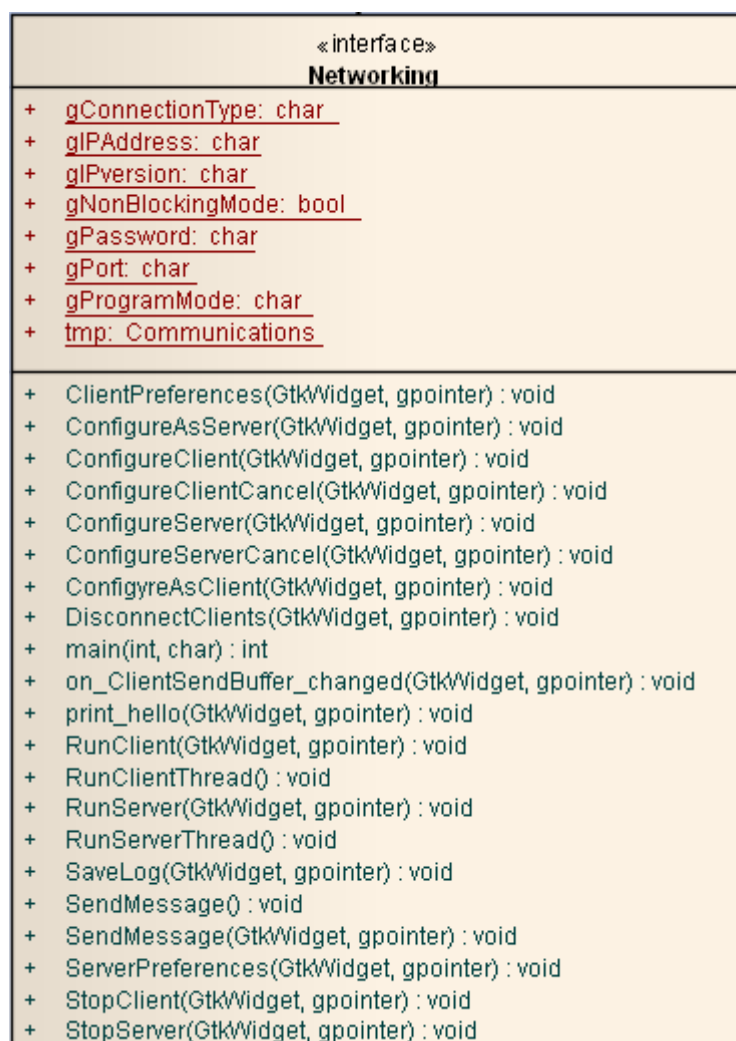 «interface»
Networking
+ gConnectionType: char
+ gIPAddress: char
+ gIPversion: char
+ gNonBlockingMode: bool
+ gPassword: char
+ gPort: char
+ gProgramMode: char
+ tmp: Communications
+ ClientPreferences(GtkWidget, gpointer) : void
+ ConfigureAsServer(GtkWidget, gpointer) : void
+ ConfigureClient(GtkWidget, gpointer) : void
+ ConfigureClientCancel(GtkWidget, gpointer) : void
+ ConfigureServer(GtkWidget, gpointer) : void
+ ConfigureServerCancel(GtkWidget, gpointer) : void
+ ConfigyreAsClient(GtkWidget, gpointer) : void
+ DisconnectClients(GtkWidget, gpointer) : void
+ main(int, char) : int
+ on_ClientSendBuffer_changed(GtkWidget, gpointer) : void
+ print_hello(GtkWidget, gpointer) : void
+ RunClient(GtkWidget, gpointer) : void
+ RunClientThread() : void
+ RunServer(GtkWidget, gpointer) : void
+ RunServerThread() : void
+ SaveLog(GtkWidget, gpointer) : void
+ SendMessage() : void
+ SendMessage(GtkWidget, gpointer) : void
+ ServerPreferences(GtkWidget, gpointer) : void
+ StopClient(GtkWidget, gpointer) : void
+ StopServer(GtkWidget, gpointer) : void